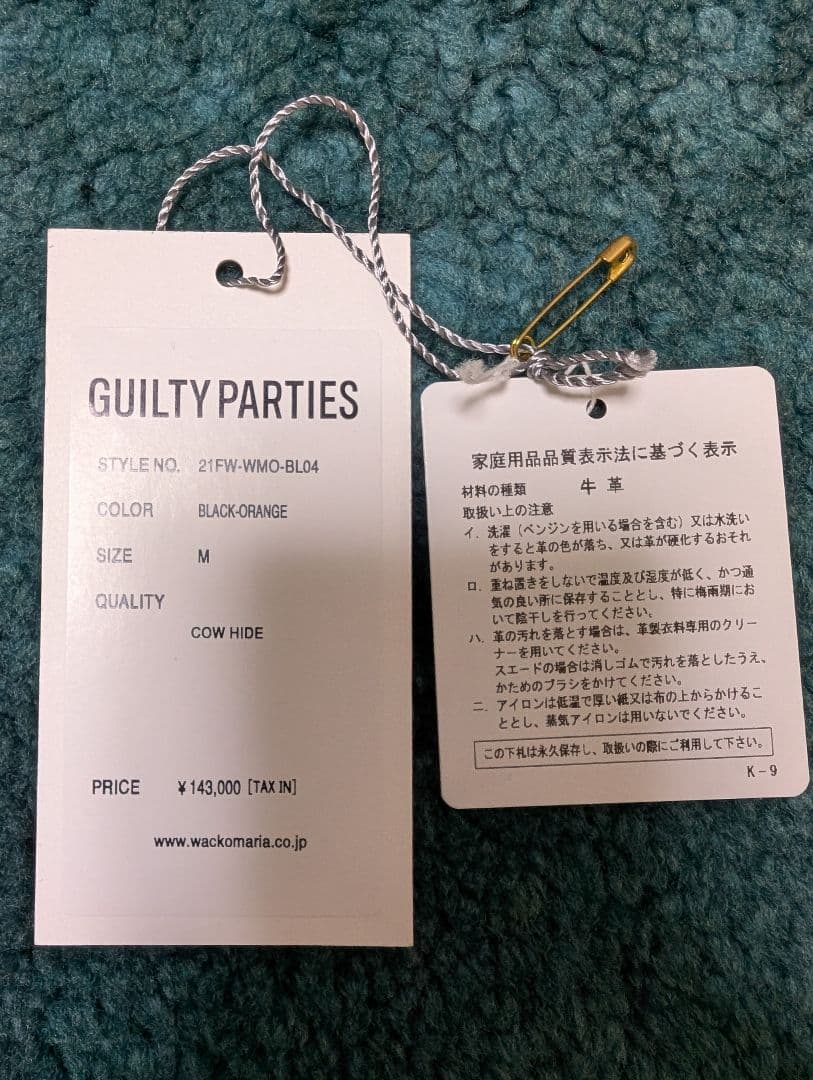 GUILTY PARTIES
STYLE NO. 21FW-WMO-BL04
COLOR BLACK-ORANGE
SIZE M
QUALITY
COW HIDE
PRICE ¥143,000 [TAX IN]
www.wackomaria.co.jp
家庭用品品質表示法に基づく表示
材料の種類 牛革
取扱い上の注意
イ. 洗濯（ベンジンを用いる場合を含む）又は水洗い
をすると革の色が落ち、又は革が硬化するおそれ
があります。
ロ. 重ね置きをしないで温度及び湿度が低く、かつ通
気の良い所に保存することとし、特に梅雨期にお
いて陰干しを行ってください。
ハ. 革の汚れを落とす場合は、革製衣料専用のクリー
ナーを用いてください。
スエードの場合は消しゴムで汚れを落としたうえ、
かためのブラシをかけてください。
ニ. アイロンは低温で厚い紙又は布の上からかけるこ
ととし、蒸気アイロンは用いないでください。
この下札は永久保存し、取扱いの際にご利用して下さい。
K-9